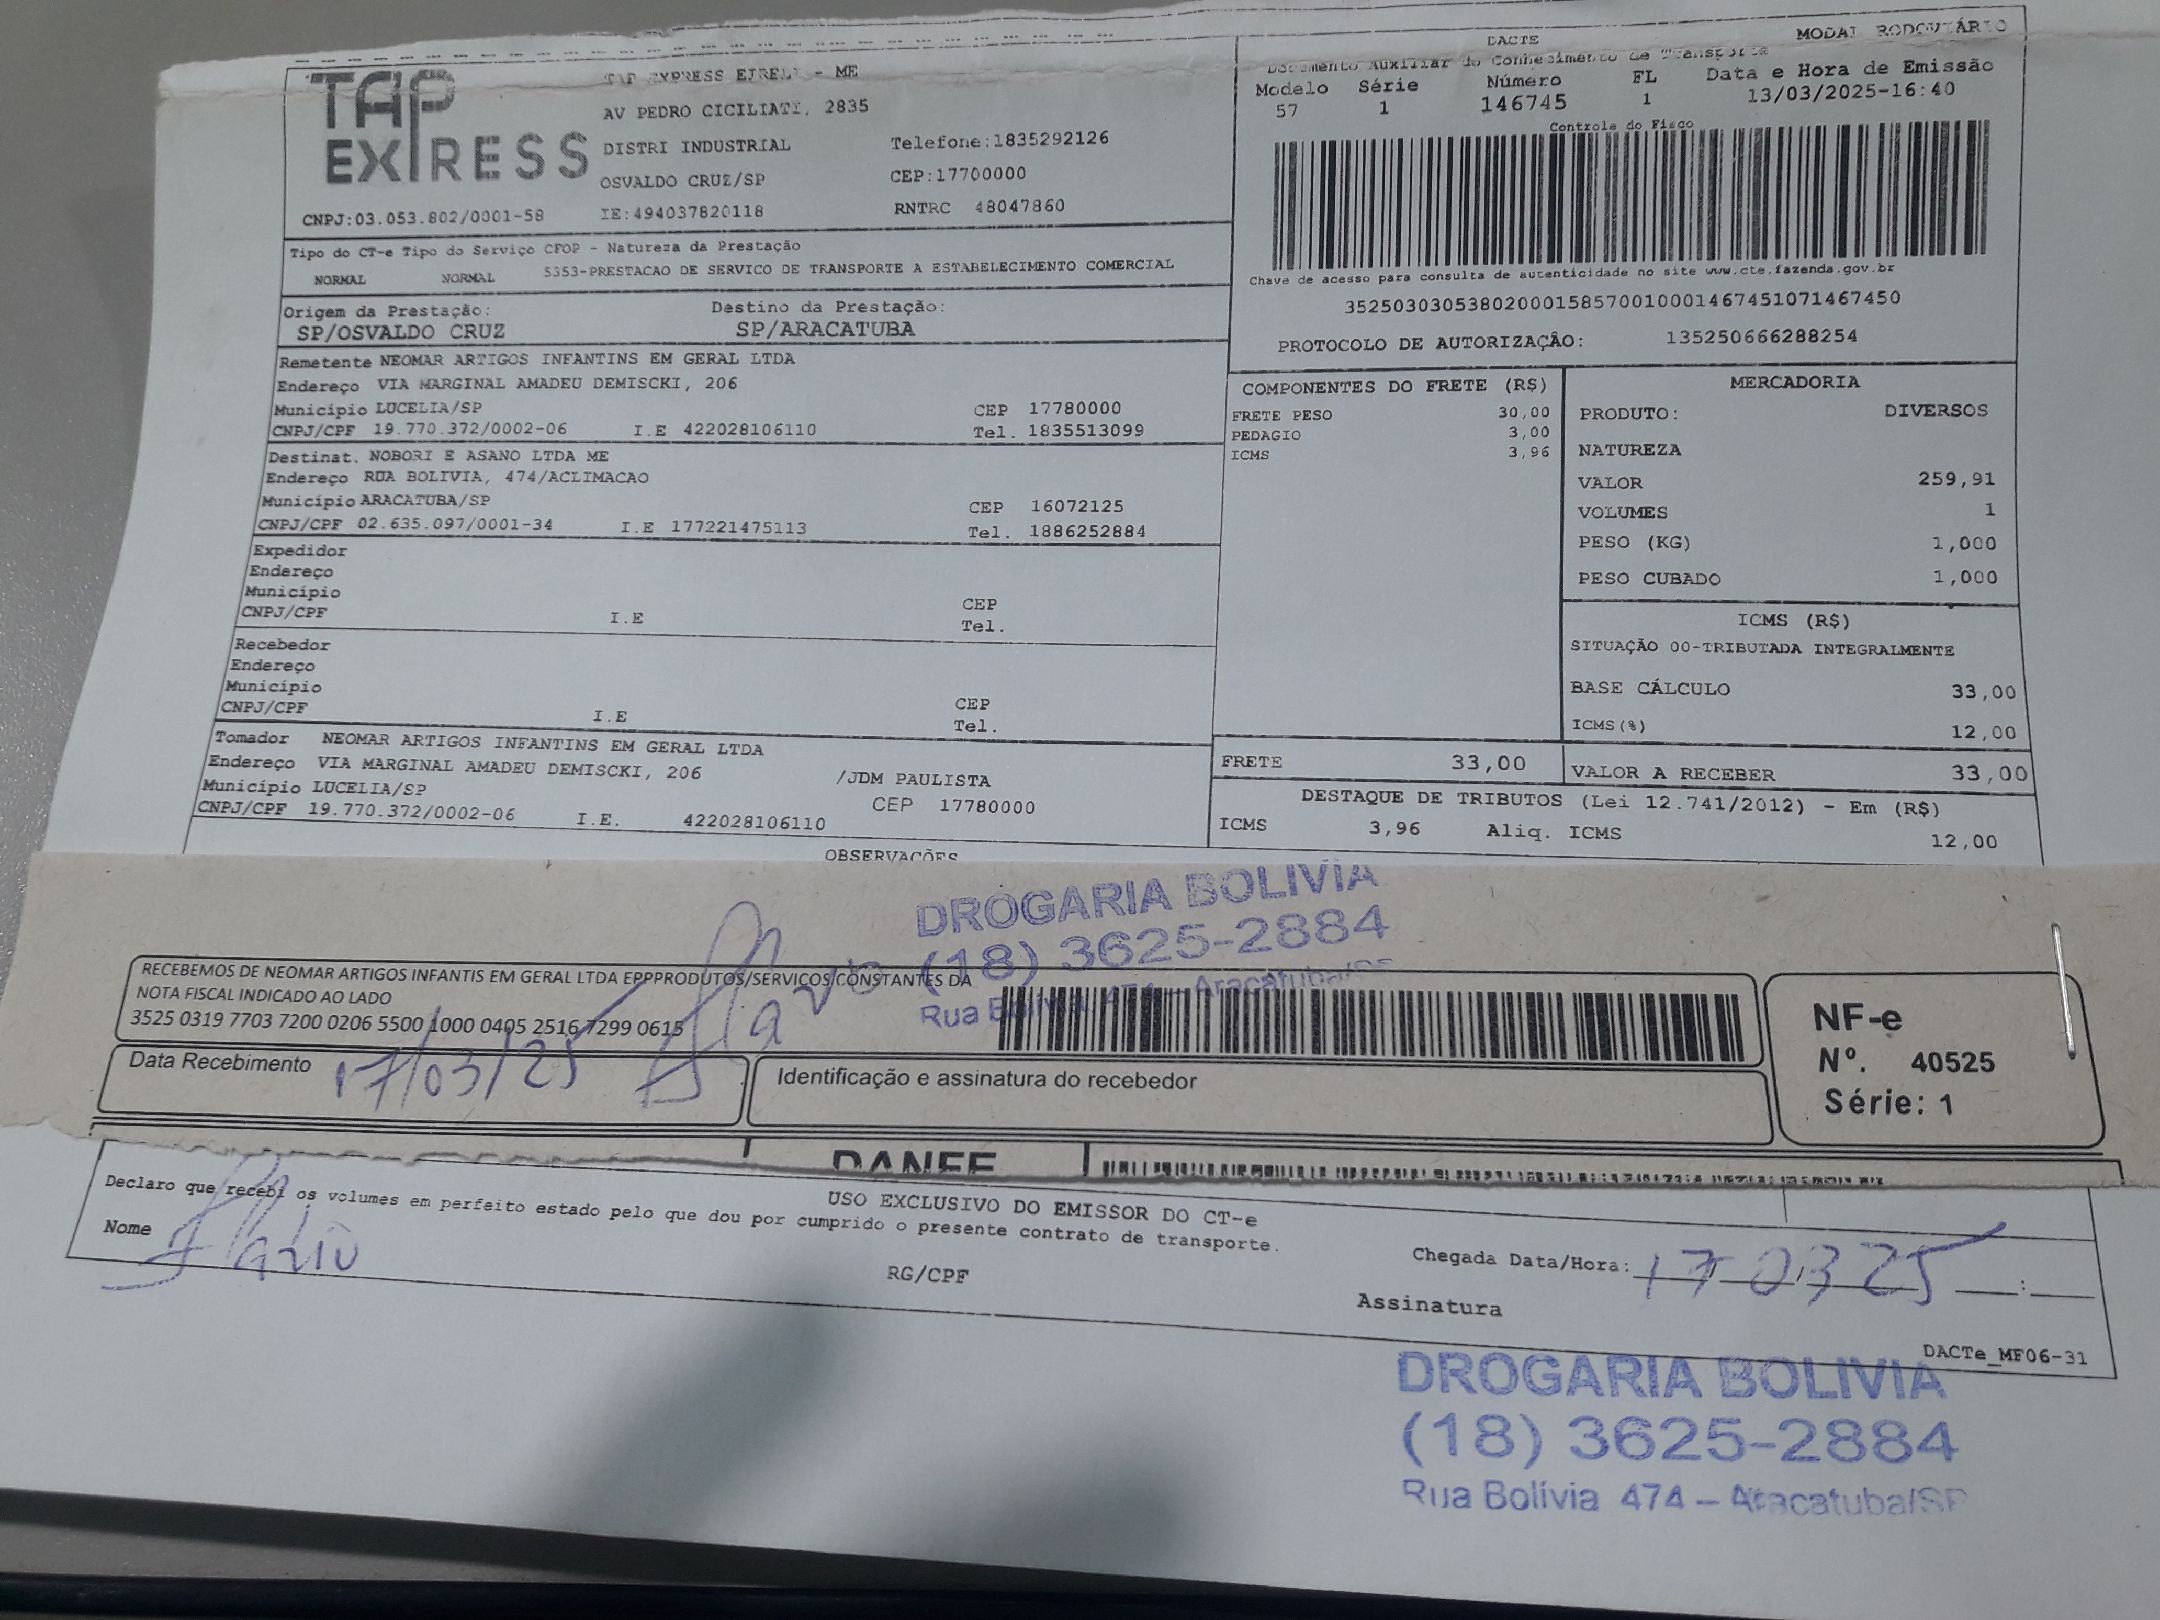 TAP EXPRESS
TAP EXPRESS EIRELI - ME
AV PEDRO CICILIATI, 2835
DISTRI INDUSTRIAL Telefone:1835292126
OSVALDO CRUZ/SP CEP:17700000
CNPJ:03.053.802/0001-58 IE:494037820118 RNTRC 48047860
DACTE MODAL RODOVIÁRIO
Documento Auxiliar do Conhecimento de Transporte
Modelo Série Número FL Data e Hora de Emissão
57 1 146745 1 13/03/2025-16:40
Controle do Fisco
Chave de acesso para consulta de autenticidade no site www.cte.fazenda.gov.br
35250303053802000158570010001467451071467450
PROTOCOLO DE AUTORIZAÇÃO: 135250666288254
Tipo do CT-e Tipo do Serviço CFOP - Natureza da Prestação
NORMAL NORMAL 5353-PRESTACAO DE SERVICO DE TRANSPORTE A ESTABELECIMENTO COMERCIAL
Origem da Prestação: Destino da Prestação:
SP/OSVALDO CRUZ SP/ARACATUBA
Remetente NEOMAR ARTIGOS INFANTINS EM GERAL LTDA
Endereço VIA MARGINAL AMADEU DEMISCKI, 206
Município LUCELIA/SP CEP 17780000
CNPJ/CPF 19.770.372/0002-06 I.E 422028106110 Tel. 1835513099
Destinat. NOBORI E ASANO LTDA ME
Endereço RUA BOLIVIA, 474/ACLIMACAO
Município ARACATUBA/SP CEP 16072125
CNPJ/CPF 02.635.097/0001-34 I.E 177221475113 Tel. 1886252884
Expedidor
Endereço
Município CEP
CNPJ/CPF I.E Tel.
Recebedor
Endereço
Município CEP
CNPJ/CPF I.E Tel.
Tomador NEOMAR ARTIGOS INFANTINS EM GERAL LTDA
Endereço VIA MARGINAL AMADEU DEMISCKI, 206 /JDM PAULISTA
Município LUCELIA/SP CEP 17780000
CNPJ/CPF 19.770.372/0002-06 I.E. 422028106110
COMPONENTES DO FRETE (R$)
FRETE PESO 30,00
PEDAGIO 3,00
ICMS 3,96
MERCADORIA
PRODUTO: DIVERSOS
NATUREZA
VALOR 259,91
VOLUMES 1
PESO (KG) 1,000
PESO CUBADO 1,000
ICMS (R$)
SITUAÇÃO 00-TRIBUTADA INTEGRALMENTE
BASE CÁLCULO 33,00
ICMS(%) 12,00
FRETE 33,00 VALOR A RECEBER 33,00
DESTAQUE DE TRIBUTOS (Lei 12.741/2012) - Em (R$)
ICMS 3,96 Aliq. ICMS 12,00
OBSERVAÇÕES
DROGARIA BOLIVIA
(18) 3625-2884
Rua Bolívia 474 - Aracatuba/SP
RECEBEMOS DE NEOMAR ARTIGOS INFANTIS EM GERAL LTDA EPPPRODUTOS/SERVICOS CONSTANTES DA
NOTA FISCAL INDICADO AO LADO
3525 0319 7703 7200 0206 5500 1000 0405 2516 7299 0615
Data Recebimento 17/03/25 Flavio
Identificação e assinatura do recebedor
NF-e
Nº. 40525
Série: 1
DANFE
USO EXCLUSIVO DO EMISSOR DO CT-e
Declaro que recebi os volumes em perfeito estado pelo que dou por cumprido o presente contrato de transporte.
Nome Flavio RG/CPF
Chegada Data/Hora: 17 03 25 :
Assinatura
DACTe_MF06-31
DROGARIA BOLIVIA
(18) 3625-2884
Rua Bolívia 474 – Aracatuba/SP